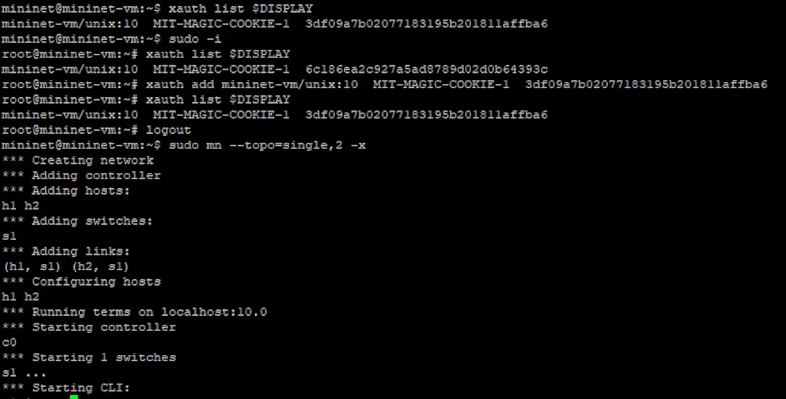 mininet@mininet-vm:~$ xauth list $DISPLAY
mininet-vm/unix:10  MIT-MAGIC-COOKIE-1  3df09a7b02077183195b201811affba6
mininet@mininet-vm:~$ sudo -i
root@mininet-vm:~# xauth list $DISPLAY
mininet-vm/unix:10  MIT-MAGIC-COOKIE-1  6c186ea2c927a5ad8789d02d0b64393c
root@mininet-vm:~# xauth add mininet-vm/unix:10  MIT-MAGIC-COOKIE-1  3df09a7b02077183195b201811affba6
root@mininet-vm:~# xauth list $DISPLAY
mininet-vm/unix:10  MIT-MAGIC-COOKIE-1  3df09a7b02077183195b201811affba6
root@mininet-vm:~# logout
mininet@mininet-vm:~$ sudo mn --topo=single,2 -x
*** Creating network
*** Adding controller
*** Adding hosts:
h1 h2
*** Adding switches:
s1
*** Adding links:
(h1, s1) (h2, s1)
*** Configuring hosts
h1 h2
*** Running terms on localhost:10.0
*** Starting controller
c0
*** Starting 1 switches
s1 ...
*** Starting CLI: